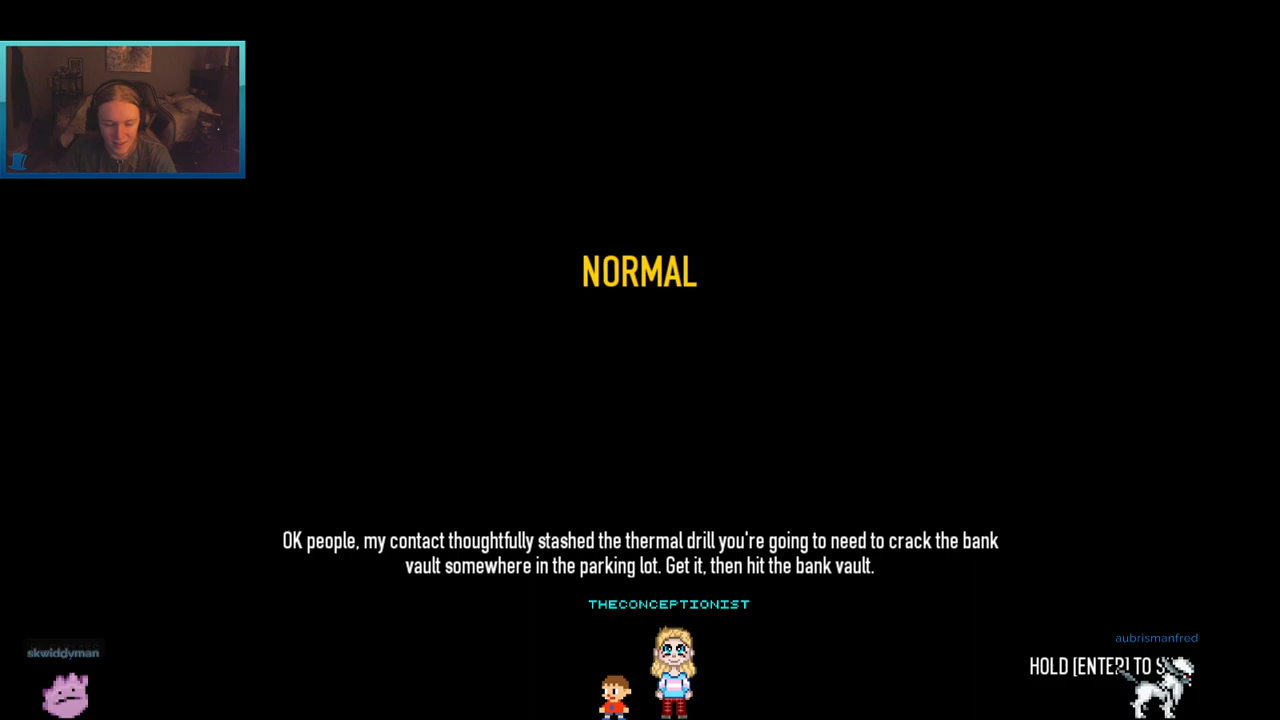 NORMAL
OK people, my contact thoughtfully stashed the thermal drill you're going to need to crack the bank
vault somewhere in the parking lot. Get it, then hit the bank vault.
THECONCEPTIONIST
aubrismanfred
skwiddyman
HOLD [ENTER] TO